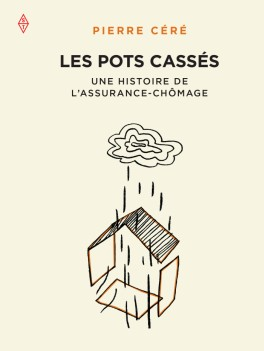 PIERRE CÉRÉ
LES POTS CASSÉS
UNE HISTOIRE DE
L'ASSURANCE-CHÔMAGE